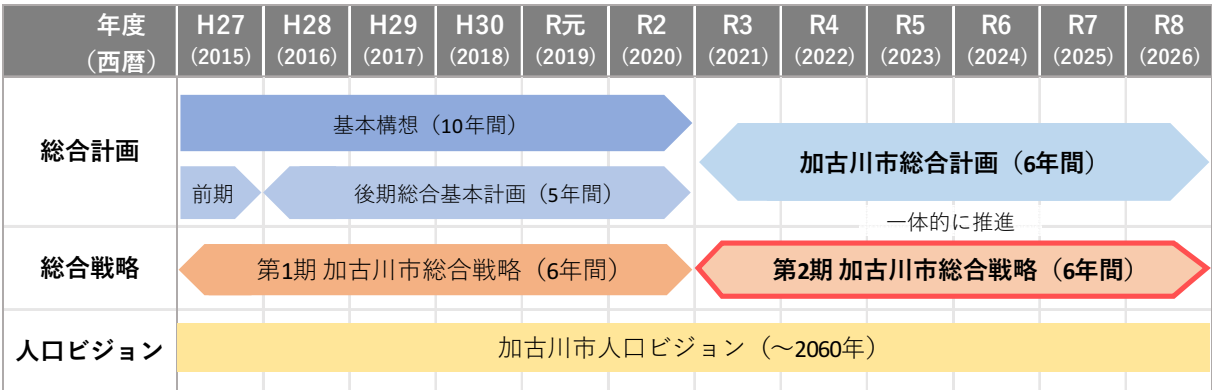 年度 H27 H28 H29 H30 R元 R2 R3 R4 R5 R6 R7 R8
（西暦） (2015) (2016) (2017) (2018) (2019) (2020) (2021) (2022) (2023) (2024) (2025) (2026)
総合計画
基本構想（10年間）
前期
後期総合基本計画（5年間）
加古川市総合計画（6年間）
一体的に推進
総合戦略
第1期 加古川市総合戦略（6年間）
第2期 加古川市総合戦略（6年間）
人口ビジョン
加古川市人口ビジョン（～2060年）